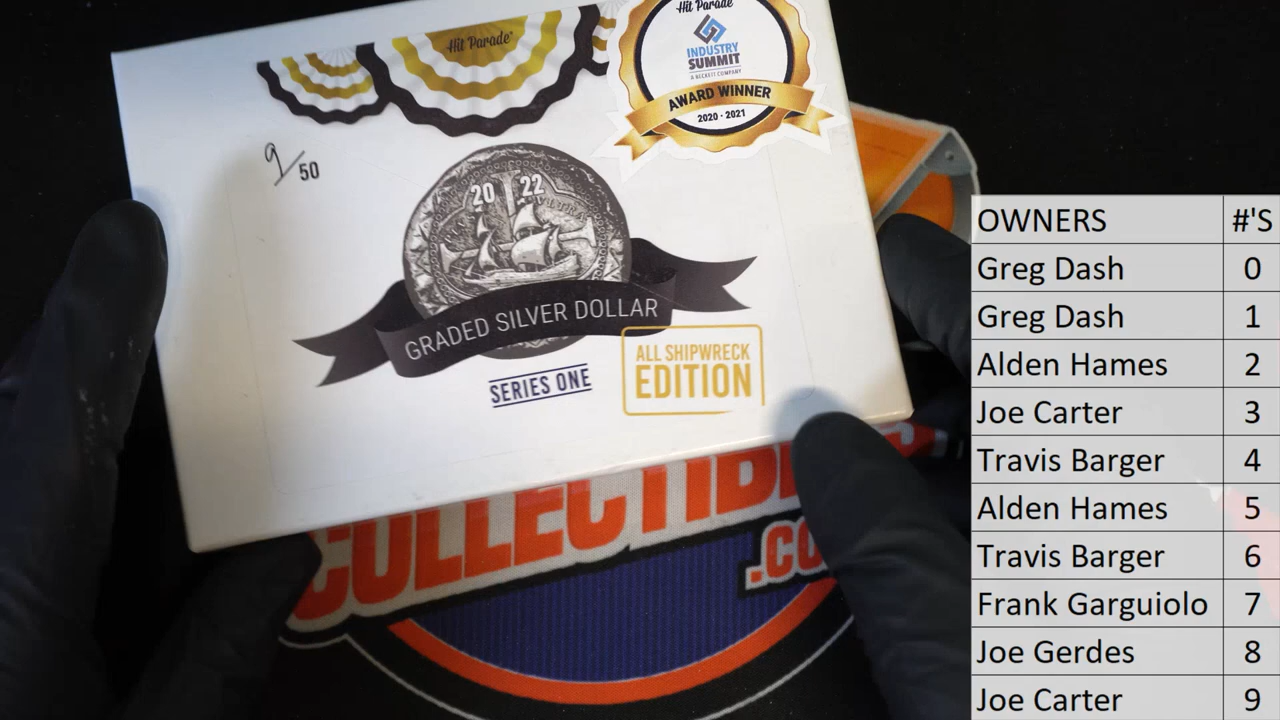 Hit Parade®
Hit Parade
INDUSTRY
SUMMIT
A BECKETT COMPANY
AWARD WINNER
2020 - 2021
9/50
20 22
GRADED SILVER DOLLAR
SERIES ONE
ALL SHIPWRECK
EDITION
COLLECTIB
.CO
OWNERS #'S
Greg Dash 0
Greg Dash 1
Alden Hames 2
Joe Carter 3
Travis Barger 4
Alden Hames 5
Travis Barger 6
Frank Garguiolo 7
Joe Gerdes 8
Joe Carter 9